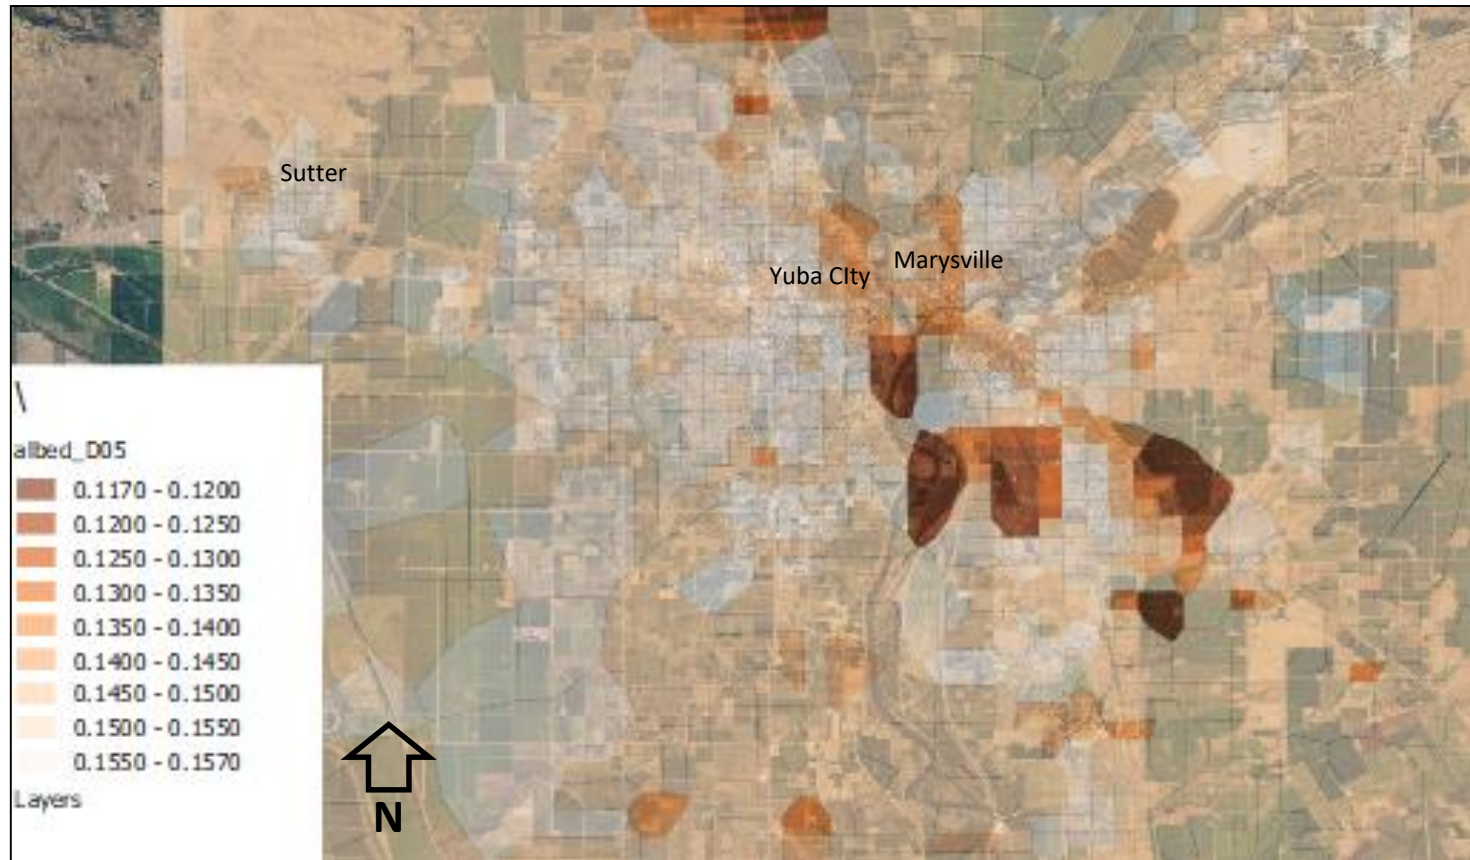 Sutter
Marysville
Yuba CIty
\
albed_D05
0.1170 - 0.1200
0.1200 - 0.1250
0.1250 - 0.1300
0.1300 - 0.1350
0.1350 - 0.1400
0.1400 - 0.1450
0.1450 - 0.1500
0.1500 - 0.1550
0.1550 - 0.1570
Layers
N